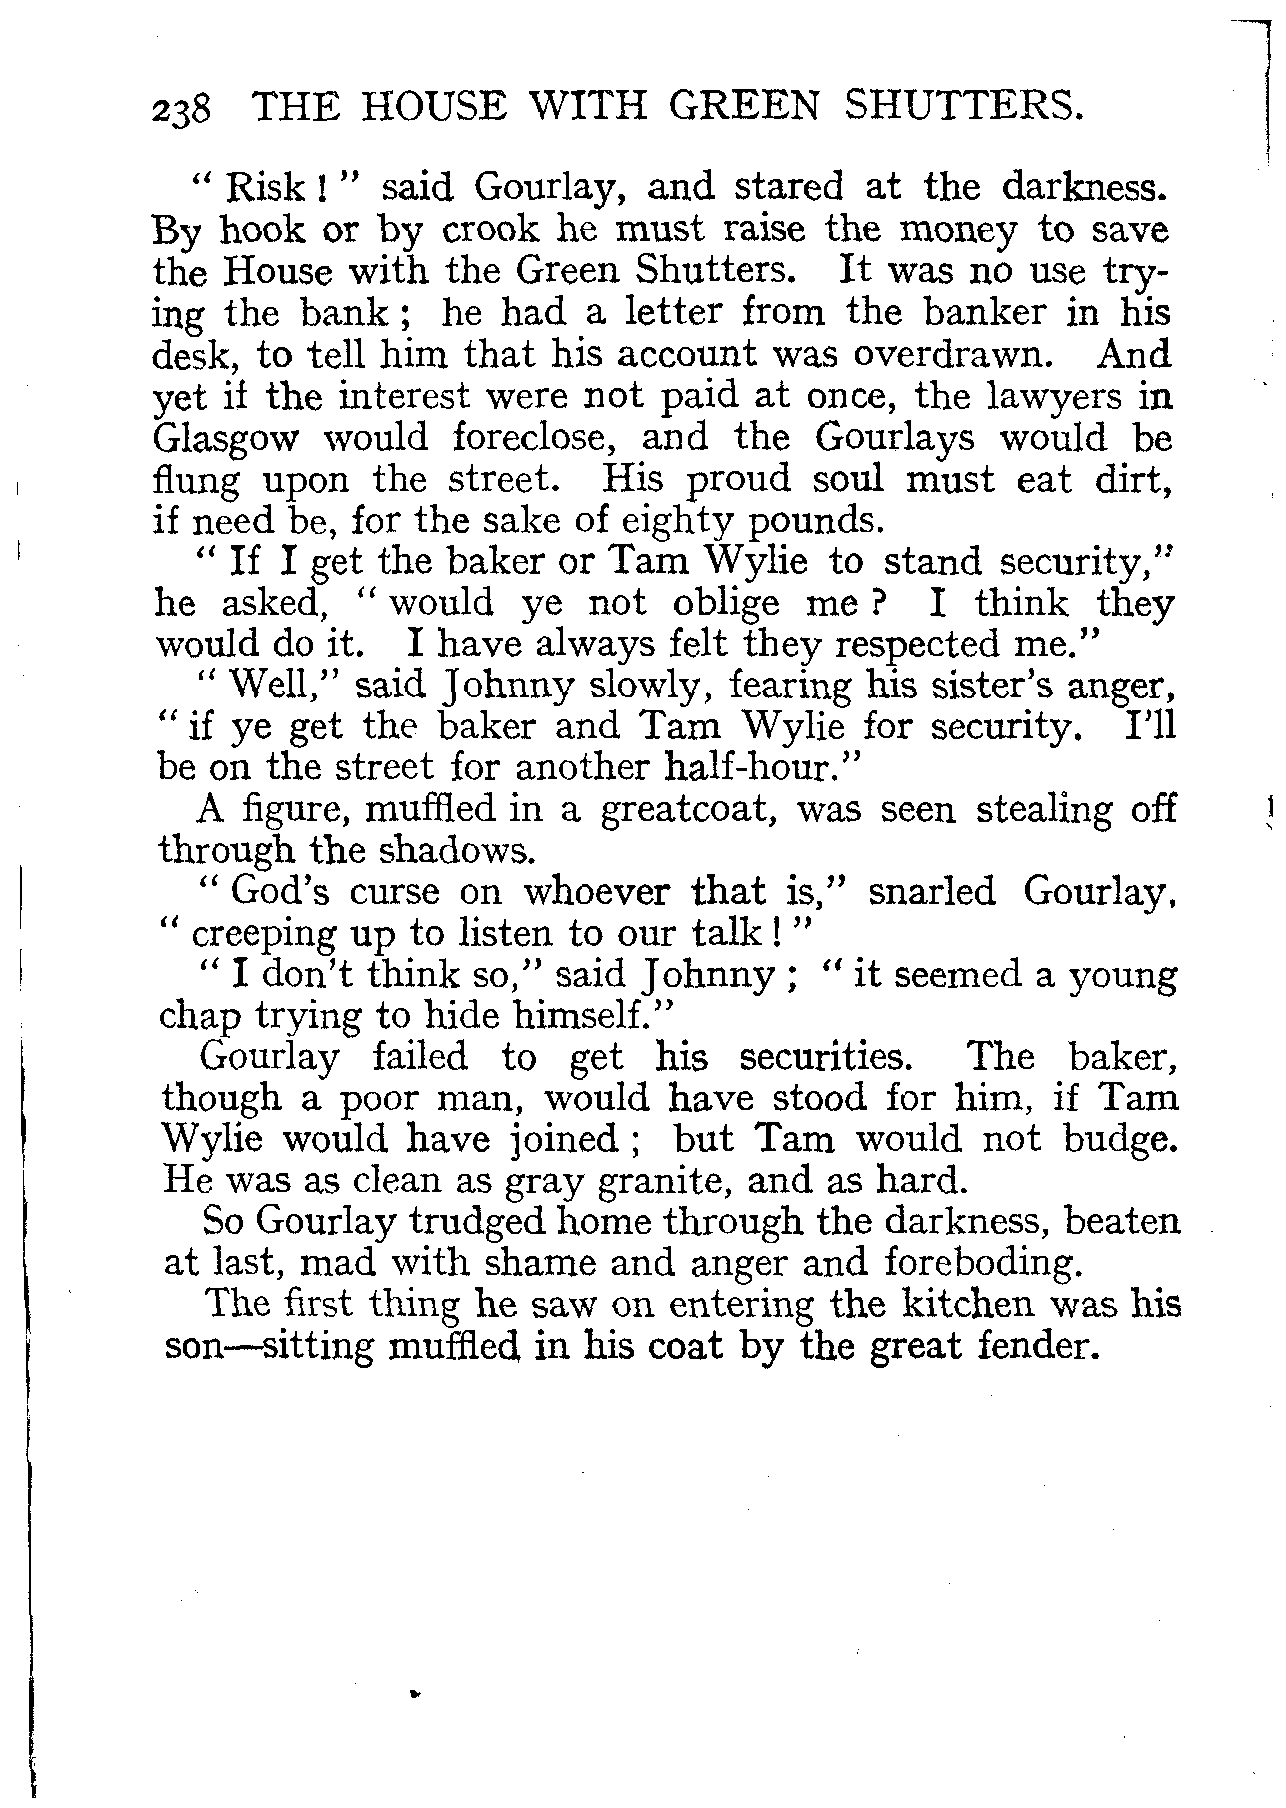 238 THE HOUSE WITH GREEN SHUTTERS.
“ Risk ! ” said Gourlay, and stared at the darkness.
By hook or by crook he must raise the money to save
the House with the Green Shutters. It was no use try-
ing the bank ; he had a letter from the banker in his
desk, to tell him that his account was overdrawn. And
yet if the interest were not paid at once, the lawyers in
Glasgow would foreclose, and the Gourlays would be
flung upon the street. His proud soul must eat dirt,
if need be, for the sake of eighty pounds.
“ If I get the baker or Tam Wylie to stand security,”
he asked, “ would ye not oblige me ? I think they
would do it. I have always felt they respected me.”
“ Well,” said Johnny slowly, fearing his sister’s anger,
“ if ye get the baker and Tam Wylie for security. I’ll
be on the street for another half-hour.”
A figure, muffled in a greatcoat, was seen stealing off
through the shadows.
“ God’s curse on whoever that is,” snarled Gourlay,
“ creeping up to listen to our talk ! ”
“ I don’t think so,” said Johnny ; “ it seemed a young
chap trying to hide himself.”
Gourlay failed to get his securities. The baker,
though a poor man, would have stood for him, if Tam
Wylie would have joined ; but Tam would not budge.
He was as clean as gray granite, and as hard.
So Gourlay trudged home through the darkness, beaten
at last, mad with shame and anger and foreboding.
The first thing he saw on entering the kitchen was his
son—sitting muffled in his coat by the great fender.